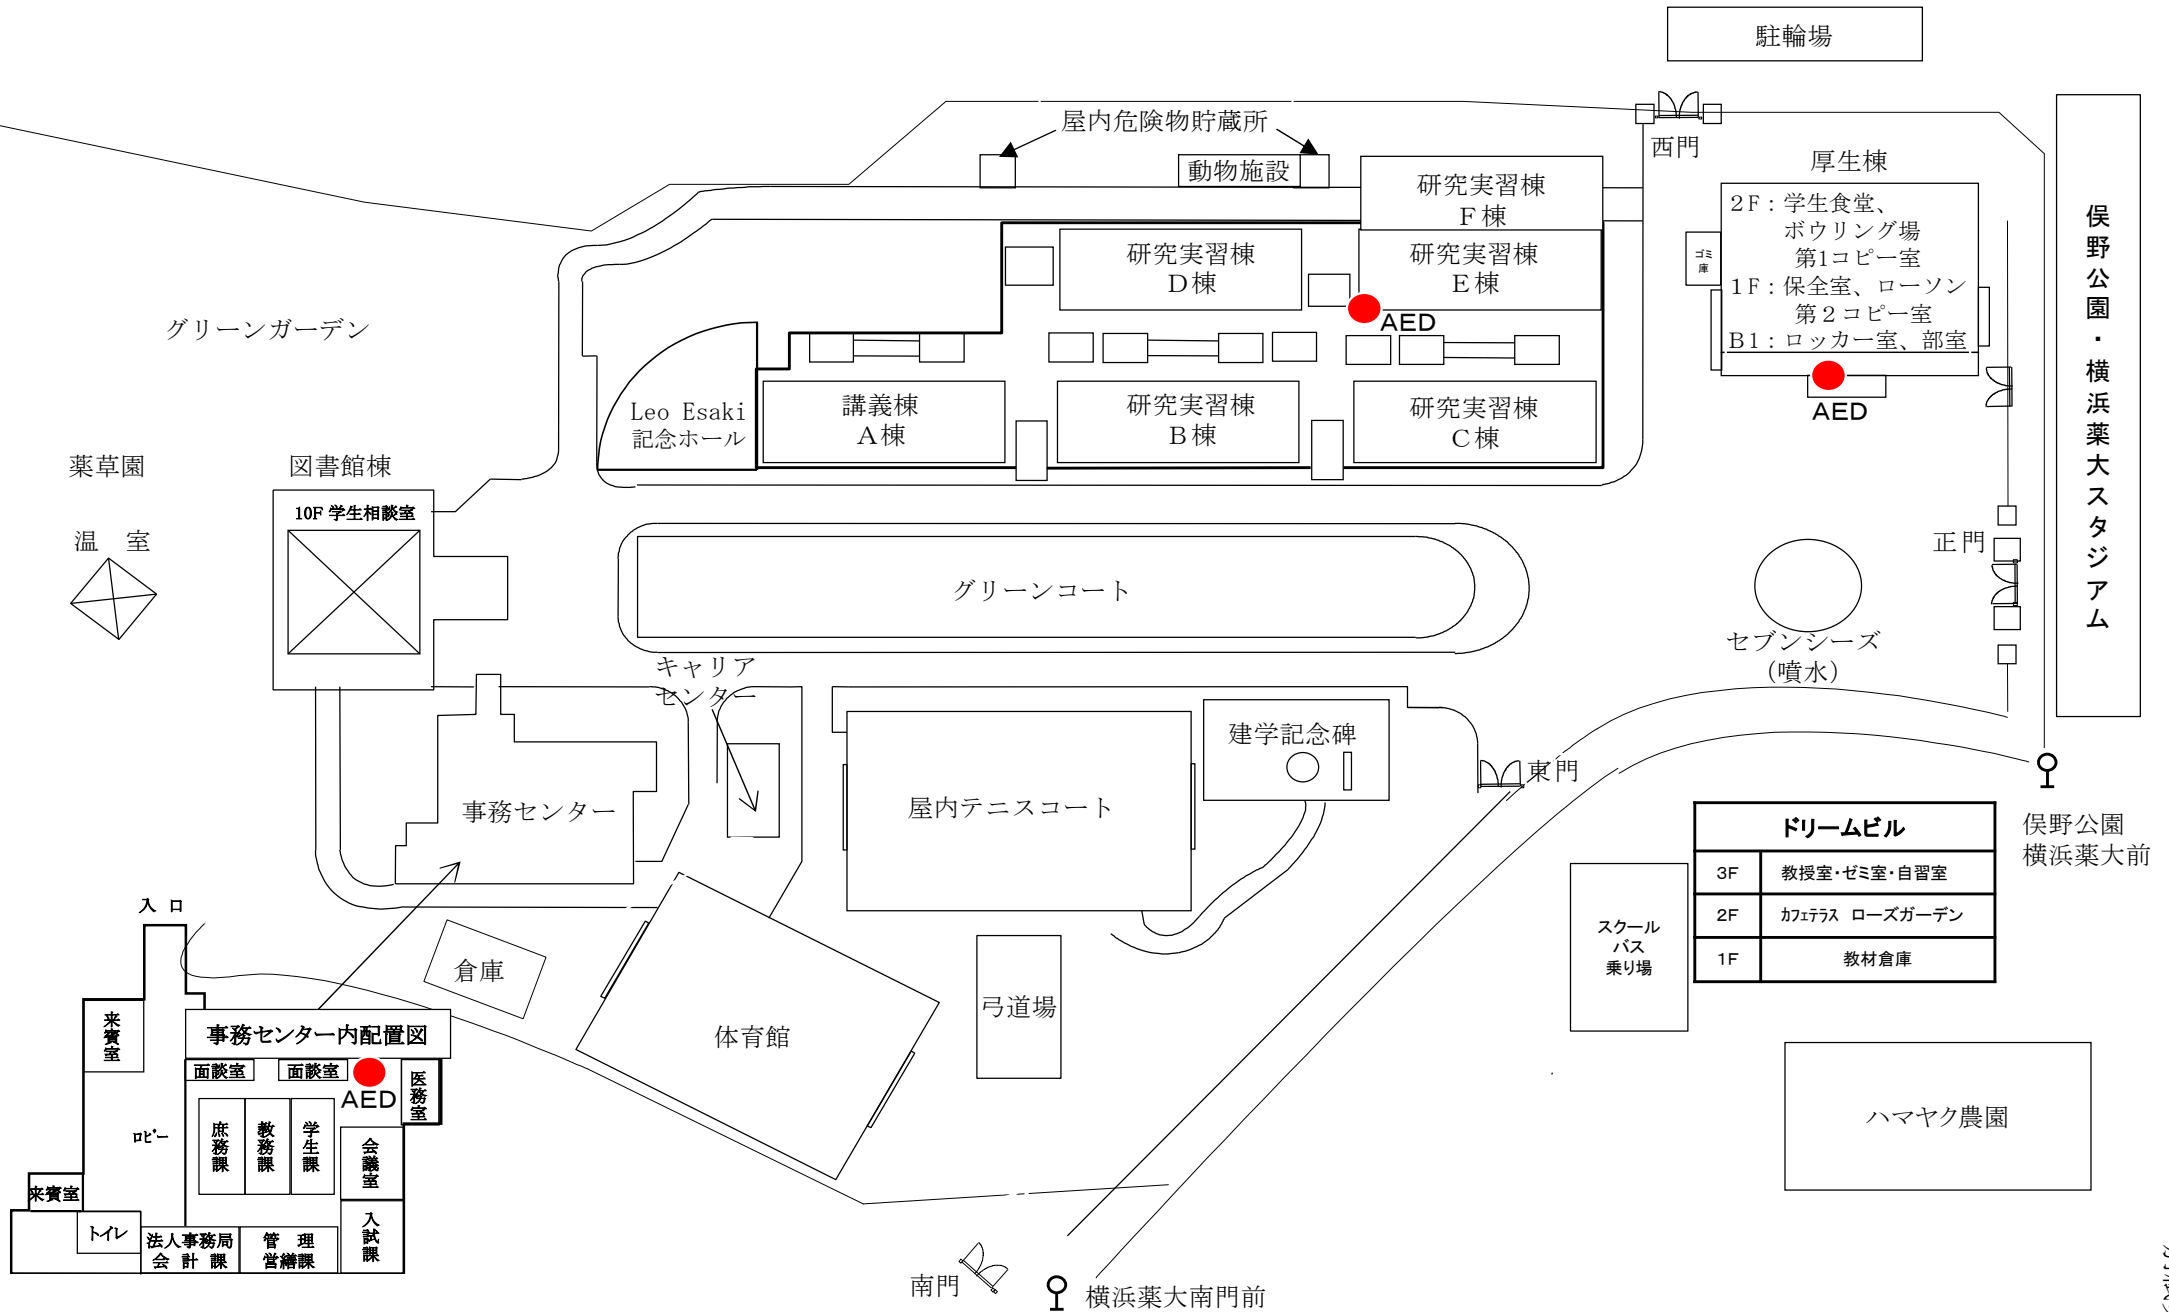 駐輪場
屋内危険物貯蔵所
西門
厚生棟
動物施設
研究実習棟
F棟
2F：学生食堂、
ボウリング場
第1コピー室
1F：保全室、ローソン
第２コピー室
B1：ロッカー室、部室
ゴミ
庫
AED
俣野公園・横浜薬大スタジアム
研究実習棟
D棟
研究実習棟
E棟
AED
グリーンガーデン
Leo Esaki
記念ホール
講義棟
A棟
研究実習棟
B棟
研究実習棟
C棟
薬草園
図書館棟
10F 学生相談室
温　室
正門
グリーンコート
セブンシーズ
(噴水)
キャリア
センター
建学記念碑
東門
事務センター
屋内テニスコート
俣野公園
横浜薬大前
ドリームビル
3F 教授室・ゼミ室・自習室
2F ｶﾌｪﾃﾗｽ ローズガーデン
1F 教材倉庫
スクール
バス
乗り場
入 口
倉庫
体育館
弓道場
来賓室
事務センター内配置図
面談室
面談室
AED
医務室
ﾛﾋﾞｰ
庶務課
教務課
学生課
会議室
来賓室
トイレ
法人事務局
会 計 課
管 理
営繕課
入試課
ハマヤク農園
南門
横浜薬大南門前